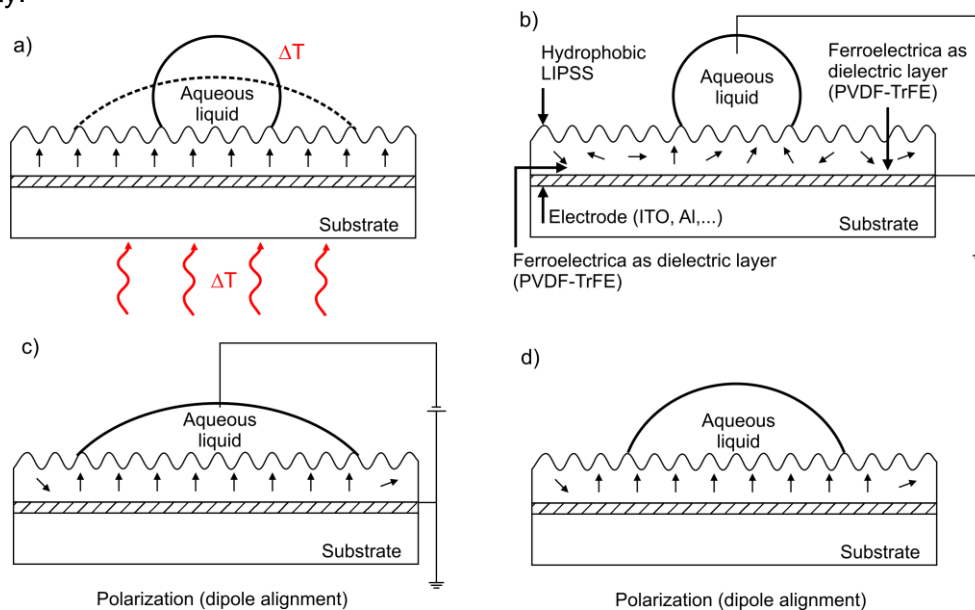 y.
a)
ΔT
Aqueous
liquid
Substrate
ΔT
b)
Hydrophobic
LIPSS
Aqueous
liquid
Ferroelectrica as
dielectric layer
(PVDF-TrFE)
Electrode (ITO, Al,...)
Substrate
Ferroelectrica as dielectric layer
(PVDF-TrFE)
c)
Aqueous
liquid
Substrate
Polarization (dipole alignment)
d)
Aqueous
liquid
Substrate
Polarization (dipole alignment)